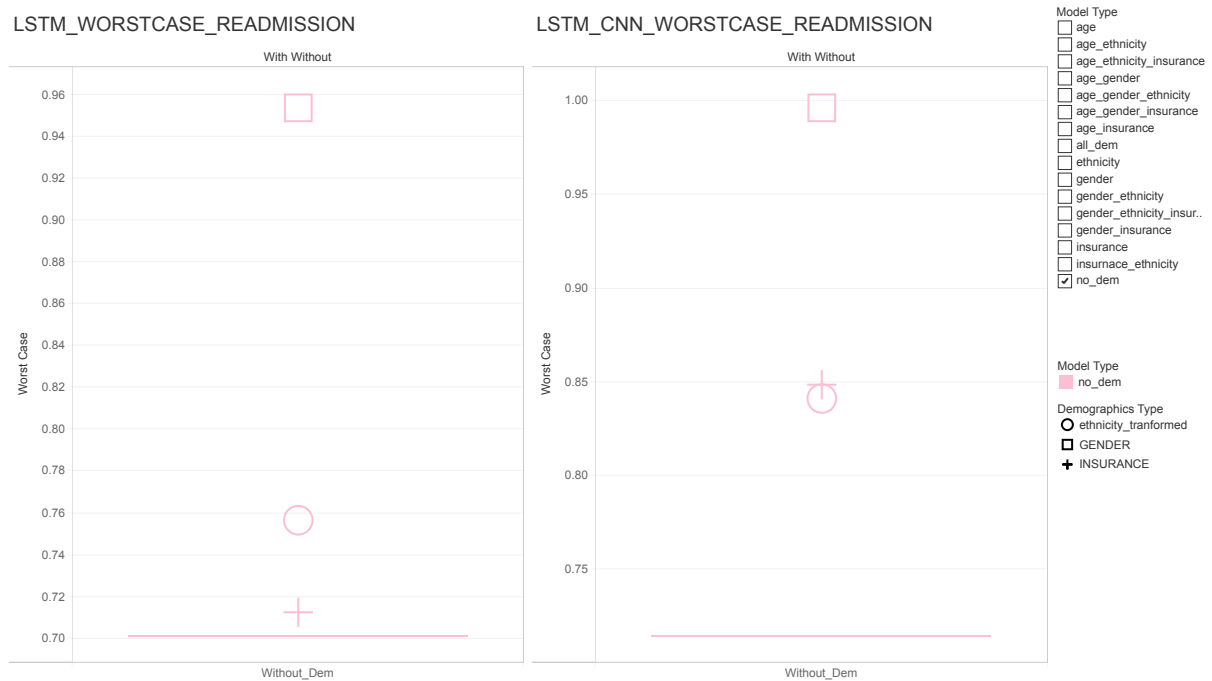 LSTM_WORSTCASE_READMISSION
With Without
0.96
0.94
0.92
0.90
0.88
0.86
0.84
0.82
0.80
0.78
0.76
0.74
0.72
0.70
Worst Case
Without_Dem
LSTM_CNN_WORSTCASE_READMISSION
With Without
1.00
0.95
0.90
0.85
0.80
0.75
Worst Case
Without_Dem
Model Type
age
age_ethnicity
age_ethnicity_insurance
age_gender
age_gender_ethnicity
age_gender_insurance
age_insurance
all_dem
ethnicity
gender
gender_ethnicity
gender_ethnicity_insur..
gender_insurance
insurance
insurnace_ethnicity
no_dem
Model Type
no_dem
Demographics Type
ethnicity_tranformed
GENDER
INSURANCE